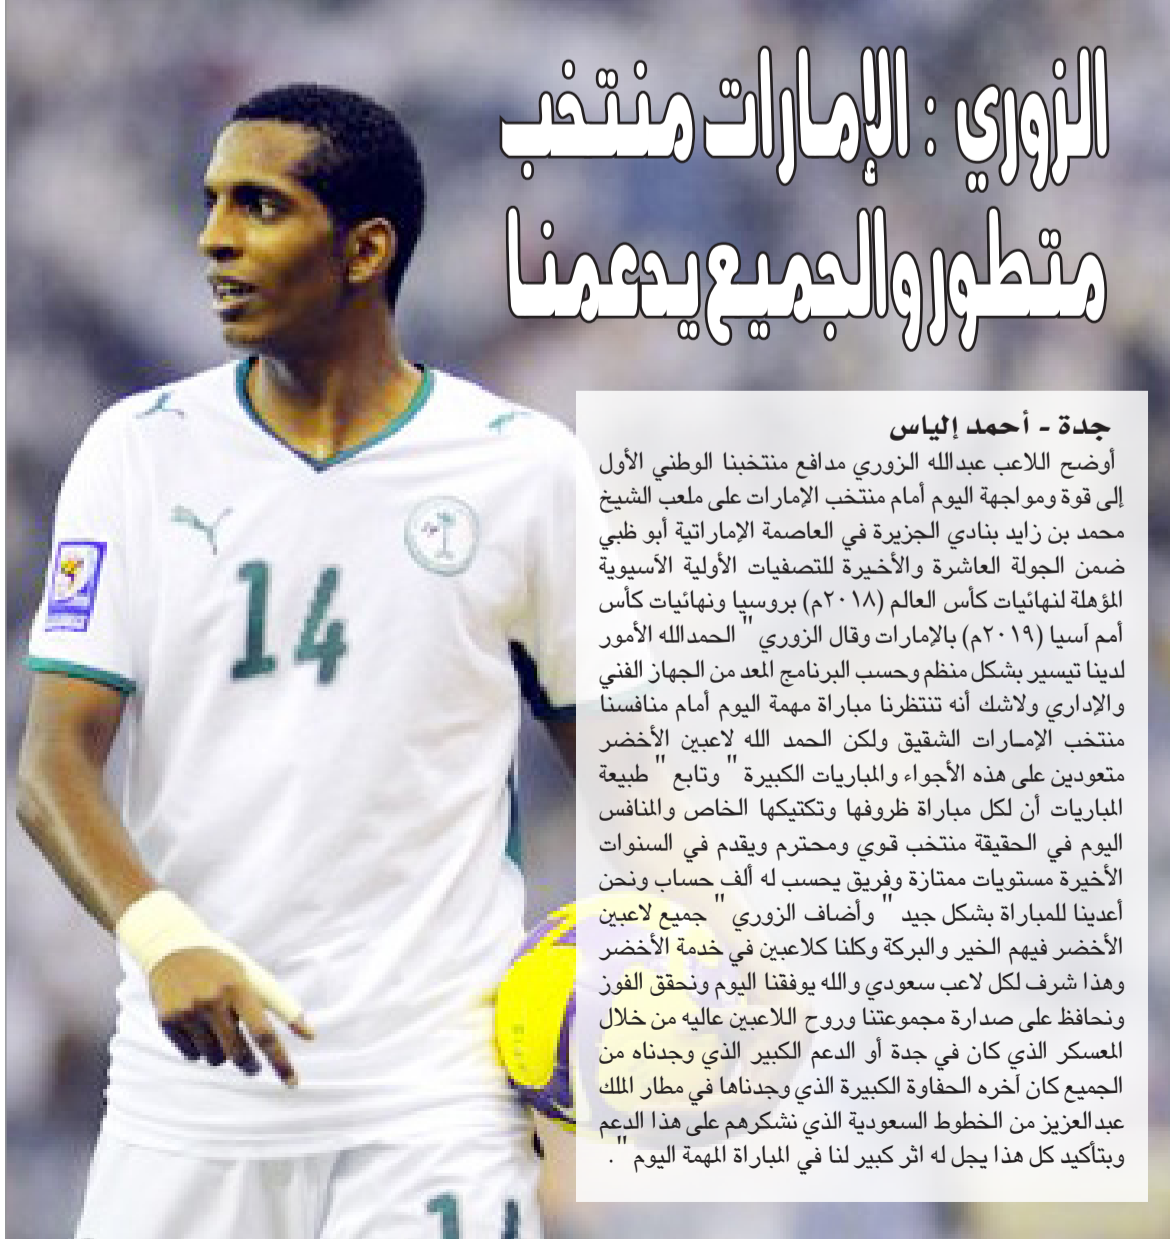 الزوري : الإمارات منتخب
متطور والجميع يدعمنا
جدة - أحمد إلياس
أوضح اللاعب عبدالله الزوري مدافع منتخبنا الوطني الأول
إلى قوة ومواجهة اليوم أمام منتخب الإمارات على ملعب الشيخ
محمد بن زايد بنادي الجزيرة في العاصمة الإماراتية أبو ظبي
ضمن الجولة العاشرة والأخيرة للتصفيات الأولية الآسيوية
المؤهلة لنهائيات كأس العالم (٢٠١٨م) بروسيا ونهائيات كأس
أمم آسيا (٢٠١٩م) بالإمارات وقال الزوري " الحمدالله الأمور
لدينا تيسير بشكل منظم وحسب البرنامج المعد من الجهاز الفني
والإداري ولاشك أنه تنتظرنا مباراة مهمة اليوم أمام منافسنا
منتخب الإمارات الشقيق ولكن الحمد الله لاعبين الأخضر
متعودين على هذه الأجواء والمباريات الكبيرة " وتابع " طبيعة
المباريات أن لكل مباراة ظروفها وتكتيكها الخاص والمنافس
اليوم في الحقيقة منتخب قوي ومحترم ويقدم في السنوات
الأخيرة مستويات ممتازة وفريق يحسب له ألف حساب ونحن
أعدينا للمباراة بشكل جيد " وأضاف الزوري " جميع لاعبين
الأخضر فيهم الخير والبركة وكلنا كلاعبين في خدمة الأخضر
وهذا شرف لكل لاعب سعودي والله يوفقنا اليوم ونحقق الفوز
ونحافظ على صدارة مجموعتنا وروح اللاعبين عاليه من خلال
المعسكر الذي كان في جدة أو الدعم الكبير الذي وجدناه من
الجميع كان آخره الحفاوة الكبيرة الذي وجدناها في مطار الملك
عبدالعزيز من الخطوط السعودية الذي نشكرهم على هذا الدعم
وبتأكيد كل هذا يجل له اثر كبير لنا في المباراة المهمة اليوم ".
14
14